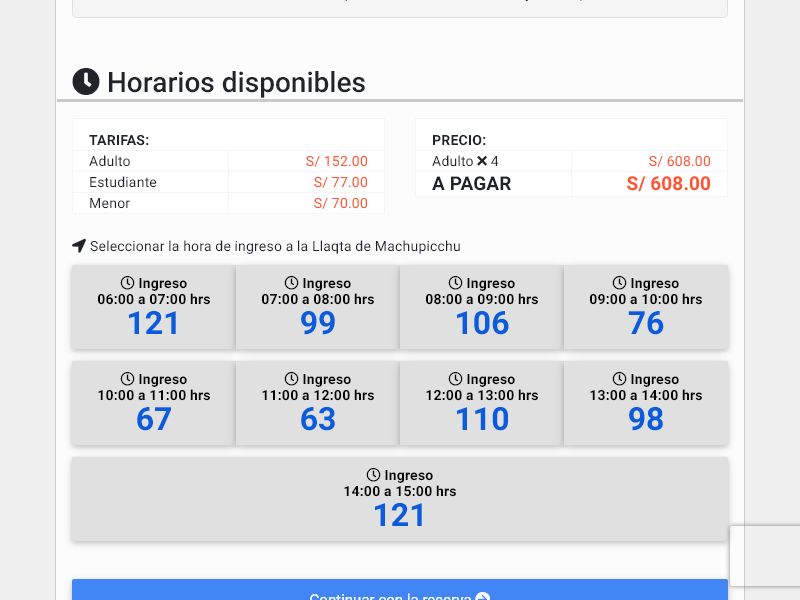 Horarios disponibles
TARIFAS:
Adulto S/ 152.00
Estudiante S/ 77.00
Menor S/ 70.00
PRECIO:
Adulto × 4 S/ 608.00
A PAGAR S/ 608.00
Seleccionar la hora de ingreso a la Llaqta de Machupicchu
Ingreso
06:00 a 07:00 hrs
121
Ingreso
07:00 a 08:00 hrs
99
Ingreso
08:00 a 09:00 hrs
106
Ingreso
09:00 a 10:00 hrs
76
Ingreso
10:00 a 11:00 hrs
67
Ingreso
11:00 a 12:00 hrs
63
Ingreso
12:00 a 13:00 hrs
110
Ingreso
13:00 a 14:00 hrs
98
Ingreso
14:00 a 15:00 hrs
121
Continuar con la reserva